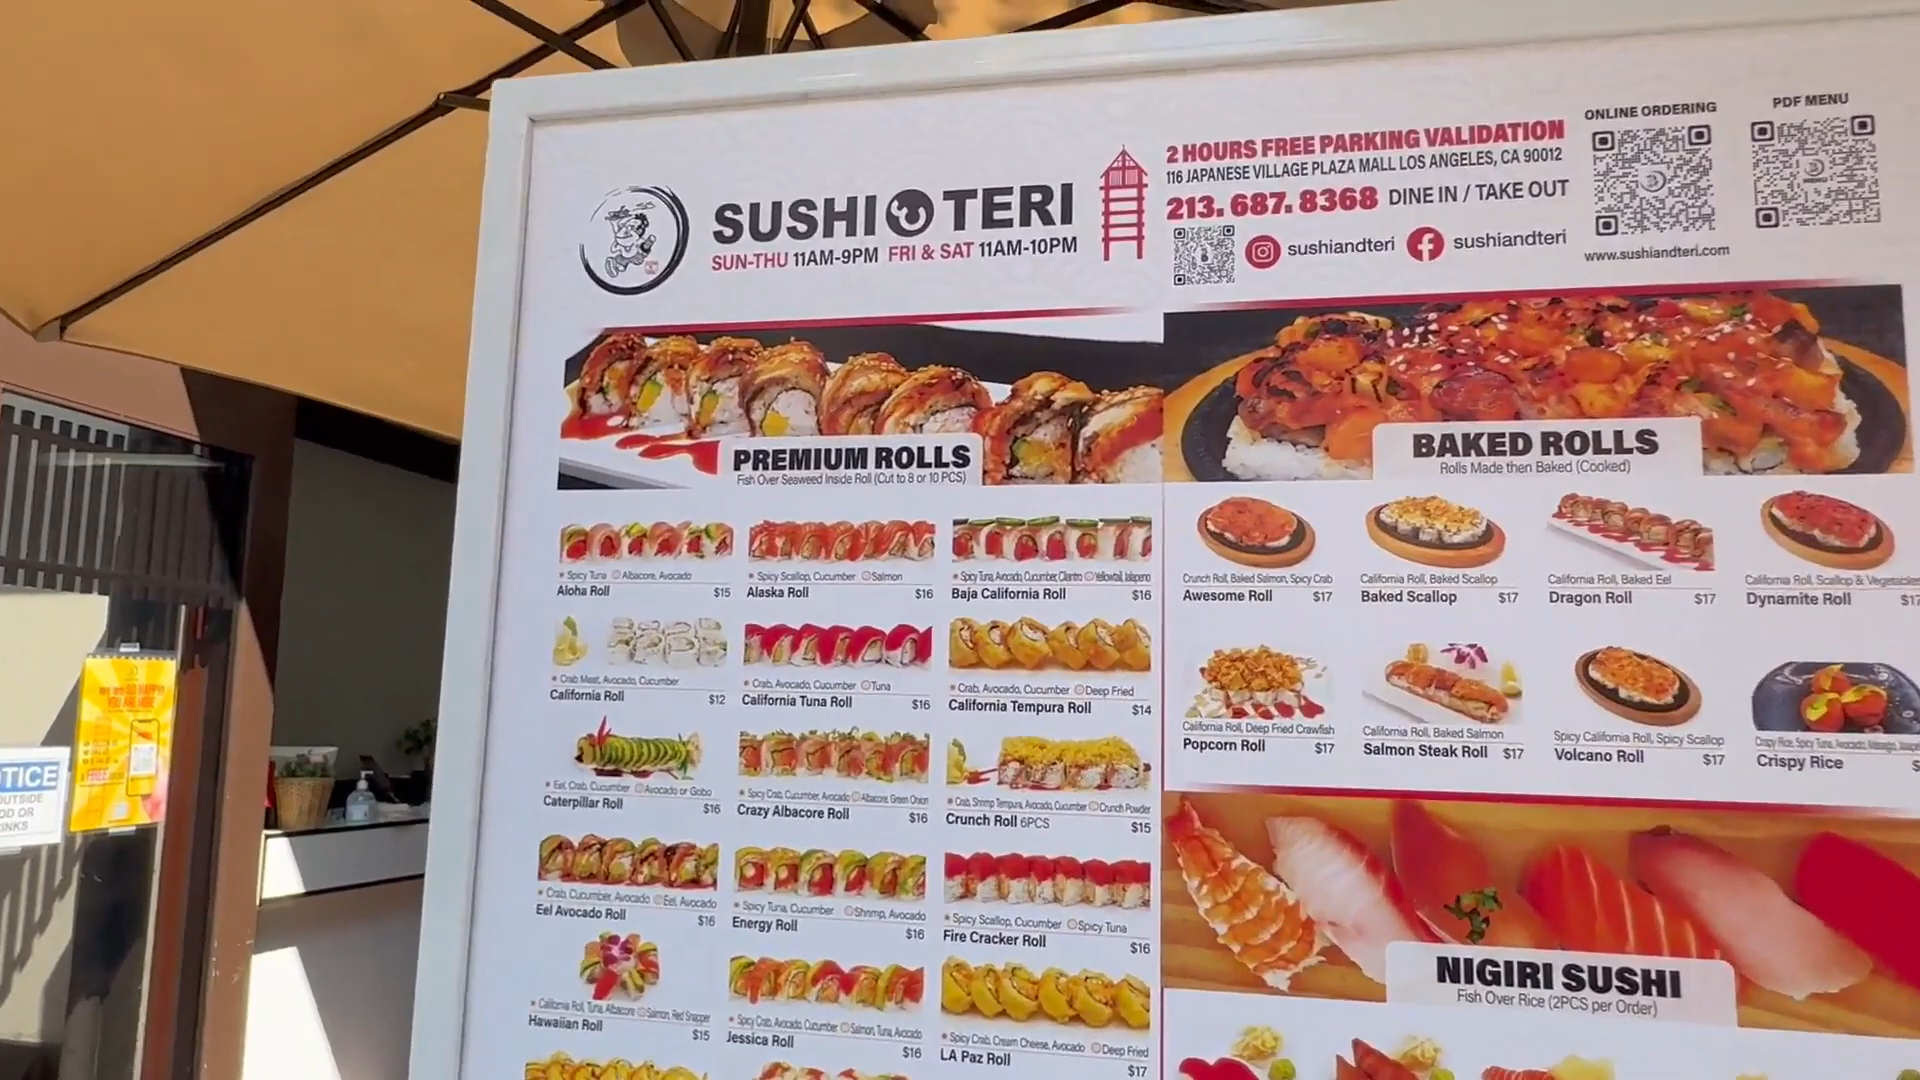 SUSHI TERI
SUN-THU 11AM-9PM FRI & SAT 11AM-10PM
2 HOURS FREE PARKING VALIDATION
116 JAPANESE VILLAGE PLAZA MALL LOS ANGELES, CA 90012
213. 687. 8368 DINE IN / TAKE OUT
sushiandteri sushiandteri
ONLINE ORDERING
www.sushiandteri.com
PDF MENU
PREMIUM ROLLS
Fish Over Seaweed Inside Roll (Cut to 8 or 10 PCS)
Spicy Tuna Albacore, Avocado
Aloha Roll $15
Spicy Scallop, Cucumber Salmon
Alaska Roll $16
Spicy Tuna, Avocado, Cucumber, Cilantro Yellowtail, Jalapeno
Baja California Roll $16
Crab Meat, Avocado, Cucumber
California Roll $12
Crab, Avocado, Cucumber Tuna
California Tuna Roll $16
Crab, Avocado, Cucumber Deep Fried
California Tempura Roll $14
Eel, Crab, Cucumber Avocado or Gobo
Caterpillar Roll $16
Spicy Crab, Cucumber, Avocado Albacore, Green Onion
Crazy Albacore Roll $16
Crab, Shrimp Tempura, Avocado, Cucumber Crunch Powder
Crunch Roll 6PCS $15
Crab, Cucumber, Avocado Eel, Avocado
Eel Avocado Roll $16
Spicy Tuna, Cucumber Shrimp, Avocado
Energy Roll $16
Spicy Scallop, Cucumber Spicy Tuna
Fire Cracker Roll $16
California Roll, Tuna, Albacore Salmon, Red Snapper
Hawaiian Roll $15
Spicy Crab, Avocado, Cucumber Salmon, Tuna, Avocado
Jessica Roll $16
Spicy Crab, Cream Cheese, Avocado Deep Fried
LA Paz Roll $17
BAKED ROLLS
Rolls Made then Baked (Cooked)
Crunch Roll, Baked Salmon, Spicy Crab
Awesome Roll $17
California Roll, Baked Scallop
Baked Scallop $17
California Roll, Baked Eel
Dragon Roll $17
California Roll, Scallop & Vegetables
Dynamite Roll $17
California Roll, Deep Fried Crawfish
Popcorn Roll $17
California Roll, Baked Salmon
Salmon Steak Roll $17
Spicy California Roll, Spicy Scallop
Volcano Roll $17
Crispy Rice, Spicy Tuna, Avocado,
Crispy Rice $
NIGIRI SUSHI
Fish Over Rice (2PCS per Order)
We are SO HAPPY
YOU ARE HERE
FREE
OTICE
OUTSIDE
OD OR
INKS